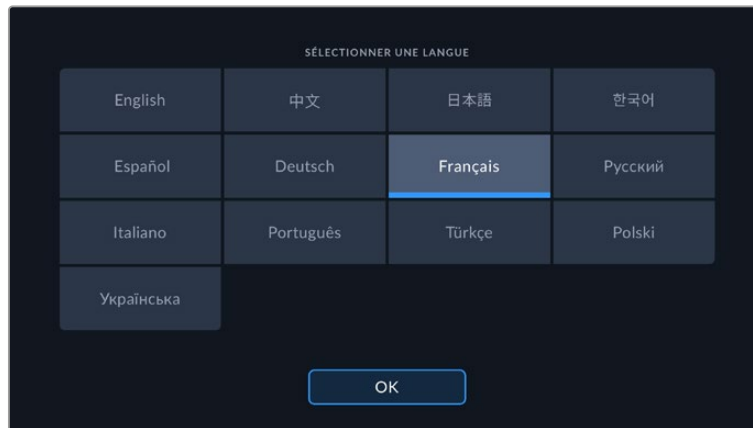 SÉLECTIONNER UNE LANGUE
English 中文 日本語 한국어
Español Deutsch Français Русский
Italiano Português Türkçe Polski
Українська
OK